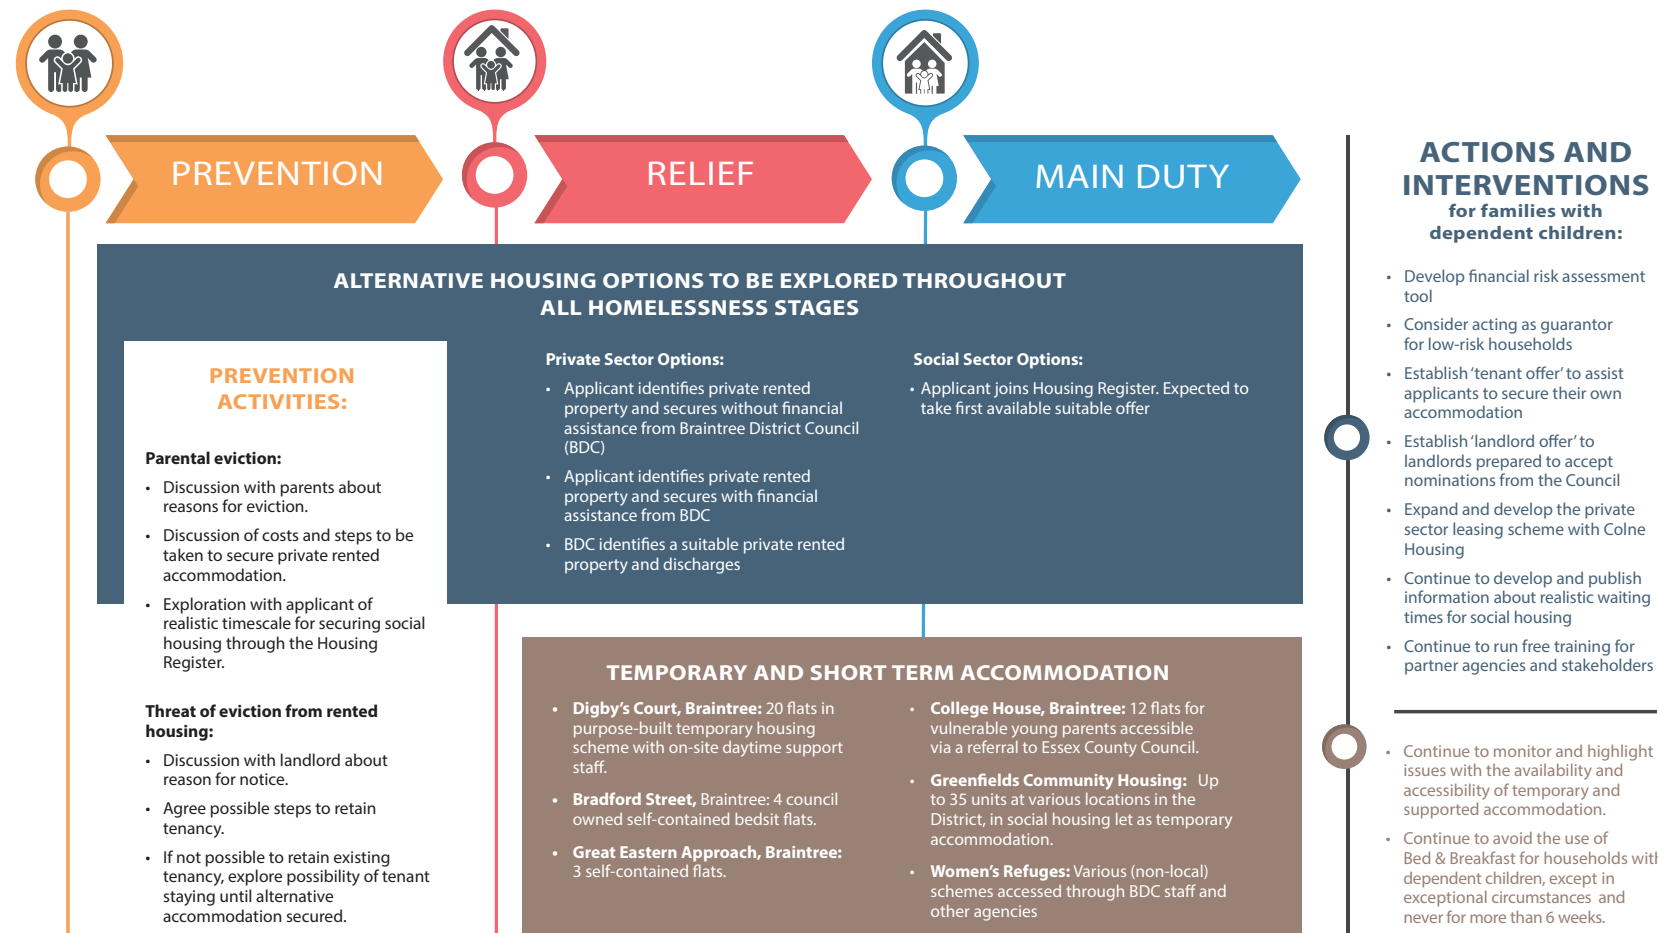 PREVENTION
RELIEF
MAIN DUTY
ALTERNATIVE HOUSING OPTIONS TO BE EXPLORED THROUGHOUT
ALL HOMELESSNESS STAGES
PREVENTION
ACTIVITIES:
Parental eviction:
• Discussion with parents about
reasons for eviction.
• Discussion of costs and steps to be
taken to secure private rented
accommodation.
• Exploration with applicant of
realistic timescale for securing social
housing through the Housing
Register.
Threat of eviction from rented
housing:
• Discussion with landlord about
reason for notice.
• Agree possible steps to retain
tenancy.
• If not possible to retain existing
tenancy, explore possibility of tenant
staying until alternative
accommodation secured.
Private Sector Options:
• Applicant identifies private rented
property and secures without financial
assistance from Braintree District Council
(BDC)
• Applicant identifies private rented
property and secures with financial
assistance from BDC
• BDC identifies a suitable private rented
property and discharges
Social Sector Options:
• Applicant joins Housing Register. Expected to
take first available suitable offer
TEMPORARY AND SHORT TERM ACCOMMODATION
• Digby's Court, Braintree: 20 flats in
purpose-built temporary housing
scheme with on-site daytime support
staff.
• Bradford Street, Braintree: 4 council
owned self-contained bedsit flats.
• Great Eastern Approach, Braintree:
3 self-contained flats.
• College House, Braintree: 12 flats for
vulnerable young parents accessible
via a referral to Essex County Council.
• Greenfields Community Housing: Up
to 35 units at various locations in the
District, in social housing let as temporary
accommodation.
• Women's Refuges: Various (non-local)
schemes accessed through BDC staff and
other agencies
ACTIONS AND
INTERVENTIONS
for families with
dependent children:
• Develop financial risk assessment
tool
• Consider acting as guarantor
for low-risk households
• Establish 'tenant offer' to assist
applicants to secure their own
accommodation
• Establish 'landlord offer' to
landlords prepared to accept
nominations from the Council
• Expand and develop the private
sector leasing scheme with Colne
Housing
• Continue to develop and publish
information about realistic waiting
times for social housing
• Continue to run free training for
partner agencies and stakeholders
• Continue to monitor and highlight
issues with the availability and
accessibility of temporary and
supported accommodation.
• Continue to avoid the use of
Bed & Breakfast for households with
dependent children, except in
exceptional circumstances and
never for more than 6 weeks.